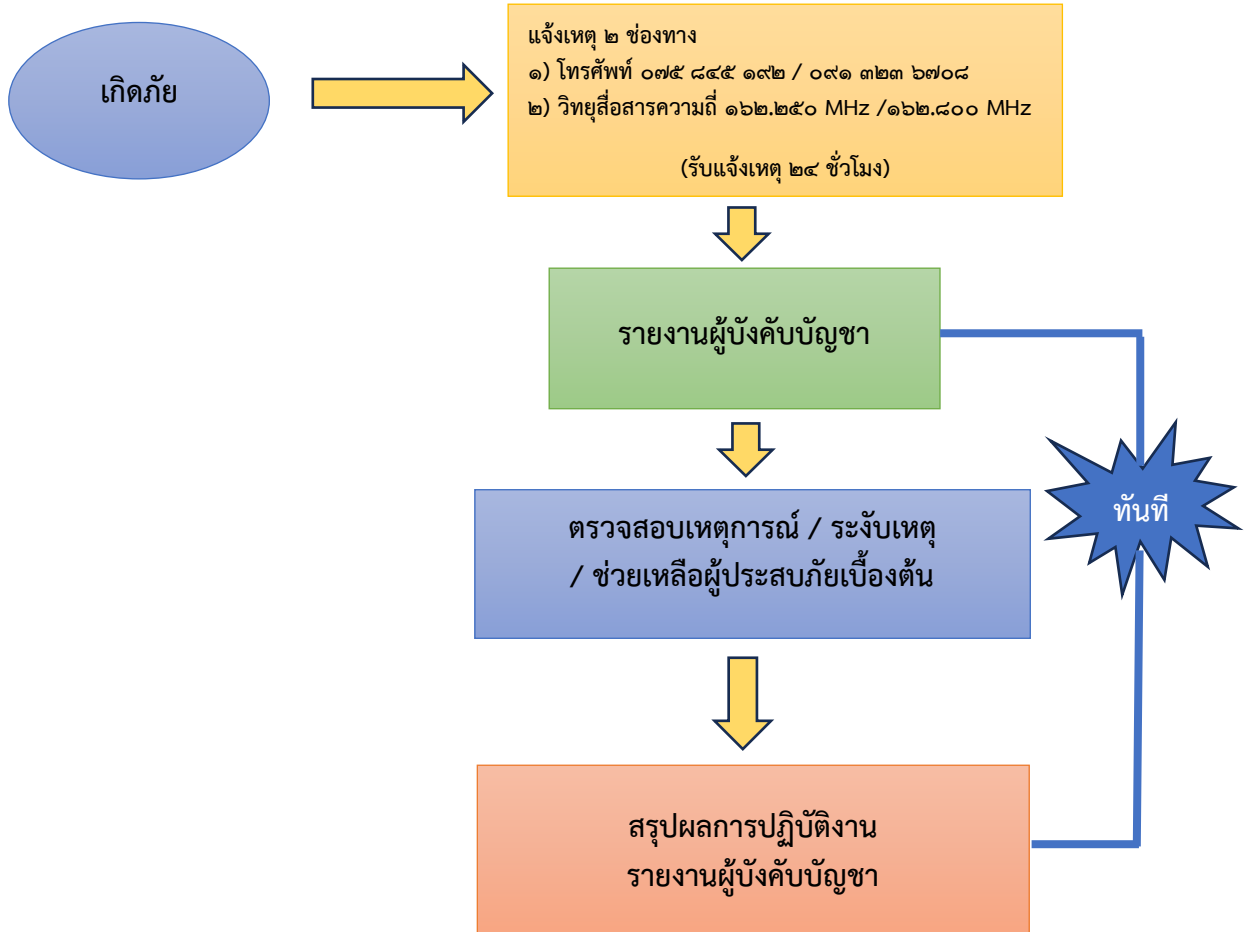 เกิดภัย
แจ้งเหตุ ๒ ช่องทาง
๑) โทรศัพท์ ๐๗๕ ๘๔๕ ๑๙๒ / ๐๙๑ ๓๒๓ ๖๗๐๘
๒) วิทยุสื่อสารความถี่ ๑๖๒.๒๕๐ MHz /๑๖๒.๘๐๐ MHz
(รับแจ้งเหตุ ๒๔ ชั่วโมง)
รายงานผู้บังคับบัญชา
ทันที
ตรวจสอบเหตุการณ์ / ระงับเหตุ
/ ช่วยเหลือผู้ประสบภัยเบื้องต้น
สรุปผลการปฏิบัติงาน
รายงานผู้บังคับบัญชา